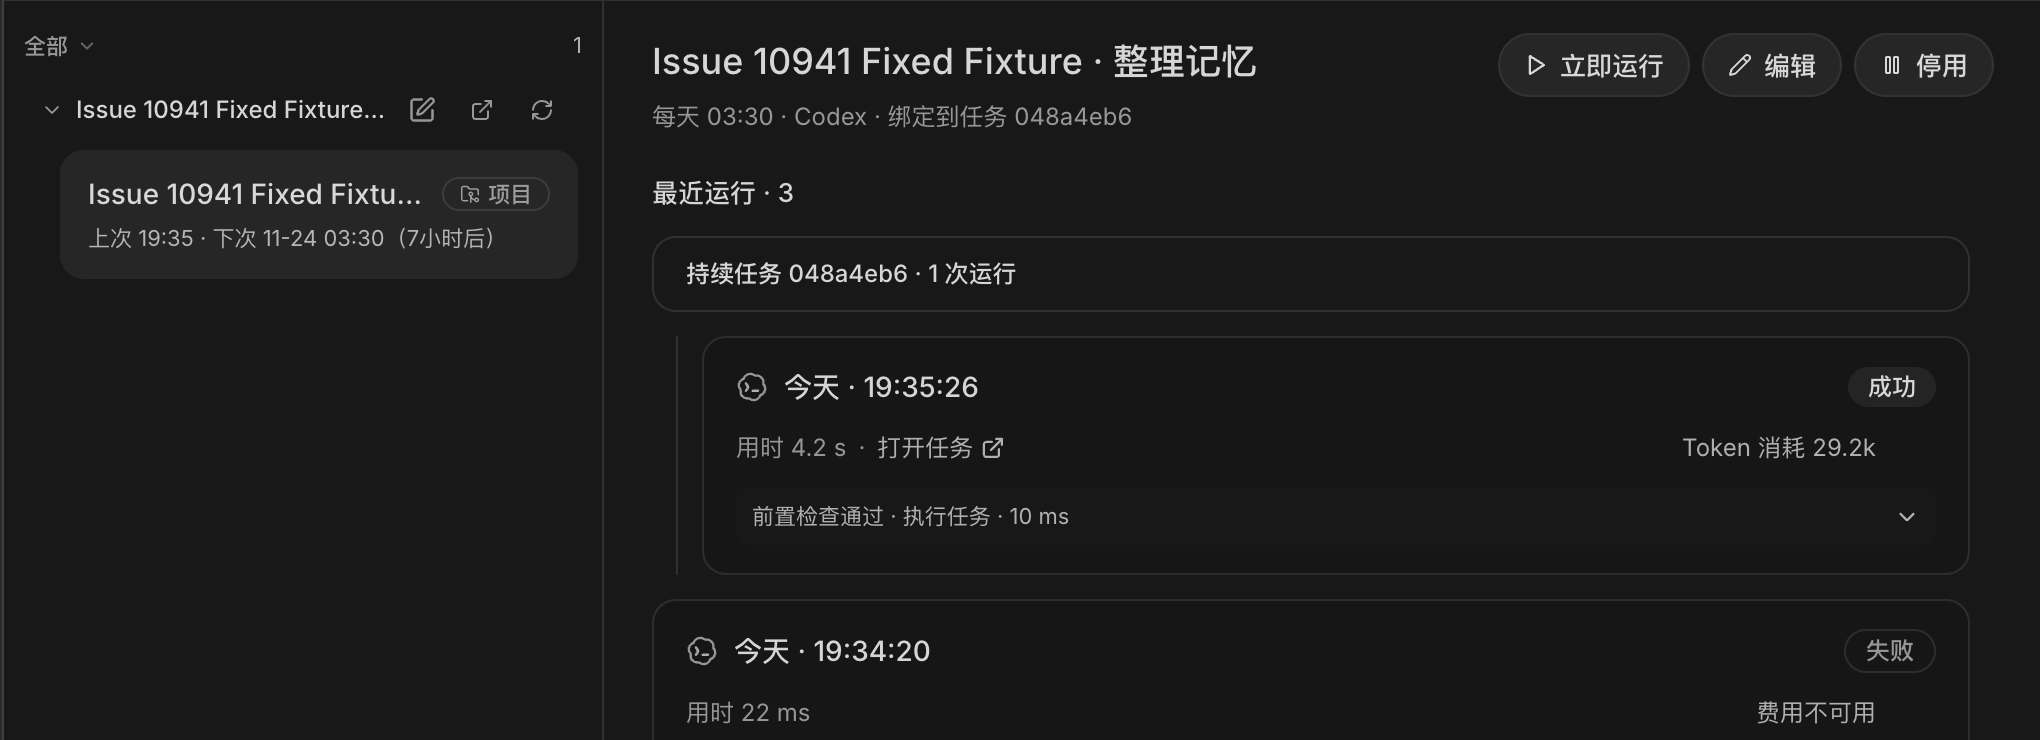 全部
1
Issue 10941 Fixed Fixture...
Issue 10941 Fixed Fixtu... 项目
上次 19:35 · 下次 11-24 03:30（7小时后）
Issue 10941 Fixed Fixture · 整理记忆
立即运行
编辑
停用
每天 03:30 · Codex · 绑定到任务 048a4eb6
最近运行 · 3
持续任务 048a4eb6 · 1 次运行
今天 · 19:35:26
成功
用时 4.2 s · 打开任务
Token 消耗 29.2k
前置检查通过 · 执行任务 · 10 ms
今天 · 19:34:20
失败
用时 22 ms
费用不可用